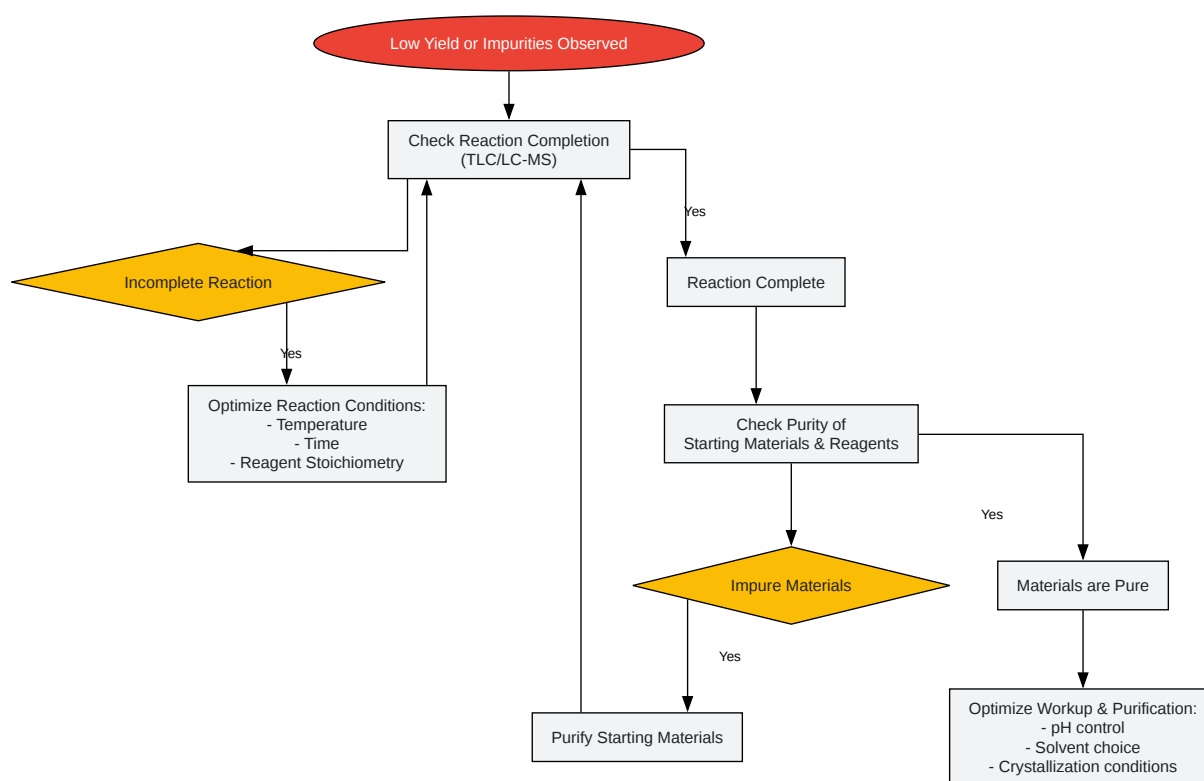 Low Yield or Impurities Observed
Check Reaction Completion
(TLC/LC-MS)
Yes
Incomplete Reaction
Reaction Complete
Yes
Optimize Reaction Conditions:
- Temperature
- Time
- Reagent Stoichiometry
Check Purity of
Starting Materials & Reagents
Yes
Impure Materials
Materials are Pure
Yes
Purify Starting Materials
Optimize Workup & Purification:
- pH control
- Solvent choice
- Crystallization conditions